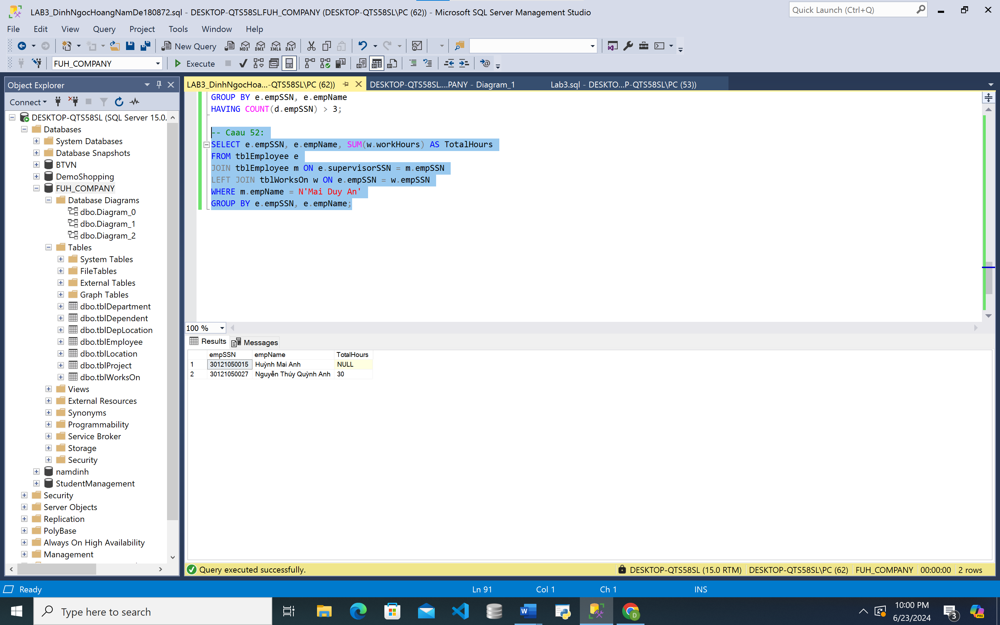 LAB3_DinhNgocHoangNamDe180872.sql - DESKTOP-QTS58SL.FUH_COMPANY (DESKTOP-QTS58SL\PC (62)) - Microsoft SQL Server Management Studio
Quick Launch (Ctrl+Q)
File Edit View Query Project Tools Window Help
New Query MDX DMX XMLA DAX
FUH_COMPANY Execute
Object Explorer
LAB3_DinhNgocHoa...-QTS58SL\PC (62)) DESKTOP-QTS58SL....PANY - Diagram_1 Lab3.sql - DESKTO...P-QTS58SL\PC (53))
Connect
DESKTOP-QTS58SL (SQL Server 15.0.
Databases
System Databases
Database Snapshots
BTVN
DemoShopping
FUH_COMPANY
Database Diagrams
dbo.Diagram_0
dbo.Diagram_1
dbo.Diagram_2
Tables
System Tables
FileTables
External Tables
Graph Tables
dbo.tblDepartment
dbo.tblDependent
dbo.tblDepLocation
dbo.tblEmployee
dbo.tblLocation
dbo.tblProject
dbo.tblWorksOn
Views
External Resources
Synonyms
Programmability
Service Broker
Storage
Security
namdinh
StudentManagement
Security
Server Objects
Replication
PolyBase
Always On High Availability
Management
GROUP BY e.empSSN, e.empName
HAVING COUNT(d.empSSN) > 3;
-- Caau 52:
SELECT e.empSSN, e.empName, SUM(w.workHours) AS TotalHours
FROM tblEmployee e
JOIN tblEmployee m ON e.supervisorSSN = m.empSSN
LEFT JOIN tblWorksOn w ON e.empSSN = w.empSSN
WHERE m.empName = N'Mai Duy An'
GROUP BY e.empSSN, e.empName;
100 %
Results Messages
empSSN empName TotalHours
1 30121050015 Huỳnh Mai Anh NULL
2 30121050027 Nguyễn Thúy Quỳnh Anh 30
Query executed successfully. DESKTOP-QTS58SL (15.0 RTM) DESKTOP-QTS58SL\PC (62) FUH_COMPANY 00:00:00 2 rows
Ready Ln 91 Col 1 Ch 1 INS
Type here to search
10:00 PM
6/23/2024
3
PRE